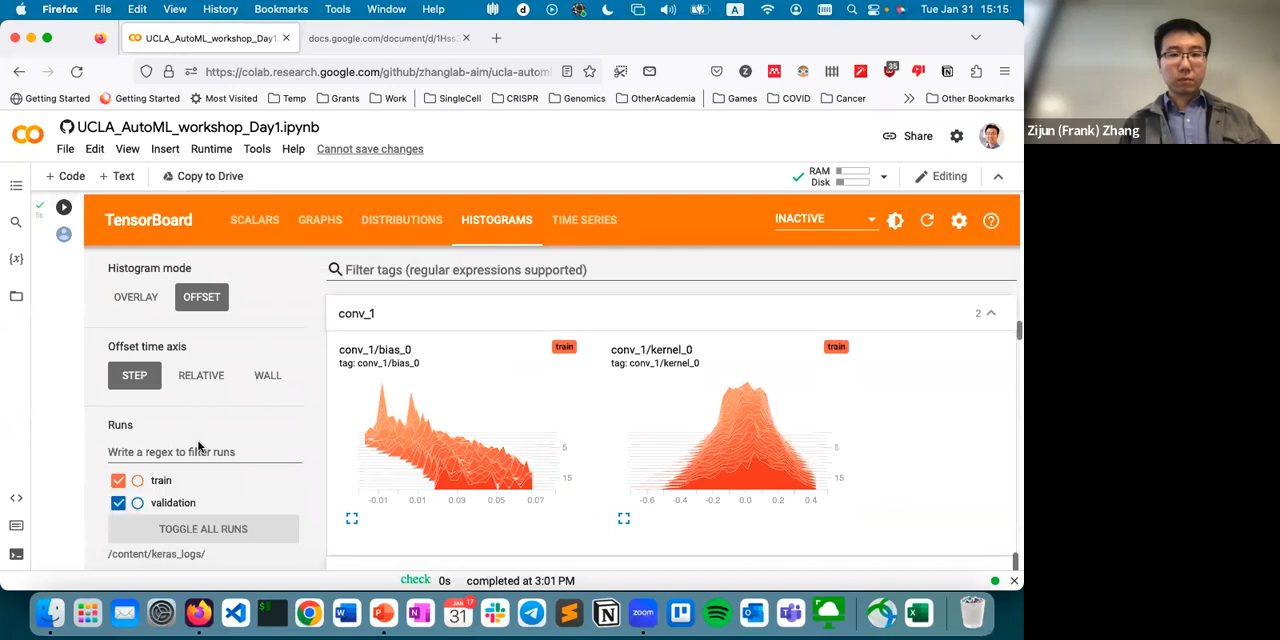 Firefox File Edit View History Bookmarks Tools Window Help A Tue Jan 31 15:15
UCLA_AutoML_workshop_Day1 docs.google.com/document/d/1Hss
https://colab.research.google.com/github/zhanglab-aim/ucla-autom 35
Getting Started Getting Started Most Visited Temp Grants Work SingleCell CRISPR Genomics OtherAcademia Games COVID Cancer Other Bookmarks
Zijun (Frank) Zhang
UCLA_AutoML_workshop_Day1.ipynb
Share
File Edit View Insert Runtime Tools Help Cannot save changes
+ Code + Text Copy to Drive RAM Disk Editing
5s
TensorBoard SCALARS GRAPHS DISTRIBUTIONS HISTOGRAMS TIME SERIES INACTIVE
Histogram mode
OVERLAY OFFSET
Filter tags (regular expressions supported)
conv_1 2
Offset time axis
STEP RELATIVE WALL
conv_1/bias_0 train
tag: conv_1/bias_0
5
15
-0.01 0.01 0.03 0.05 0.07
conv_1/kernel_0 train
tag: conv_1/kernel_0
5
15
-0.6 -0.4 -0.2 0.0 0.2 0.4
Runs
Write a regex to filter runs
train
validation
TOGGLE ALL RUNS
/content/keras_logs/
check 0s completed at 3:01 PM
JAN 17
31
zoom